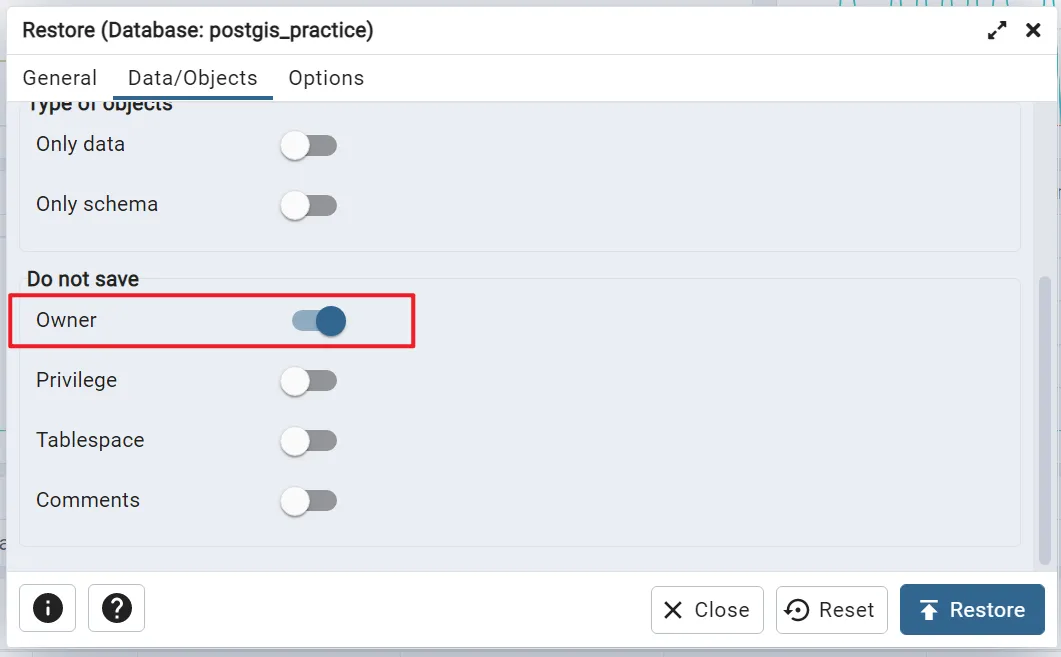 Restore (Database: postgis_practice)
General Data/Objects Options
Type of objects
Only data
Only schema
Do not save
Owner
Privilege
Tablespace
Comments
Close Reset Restore